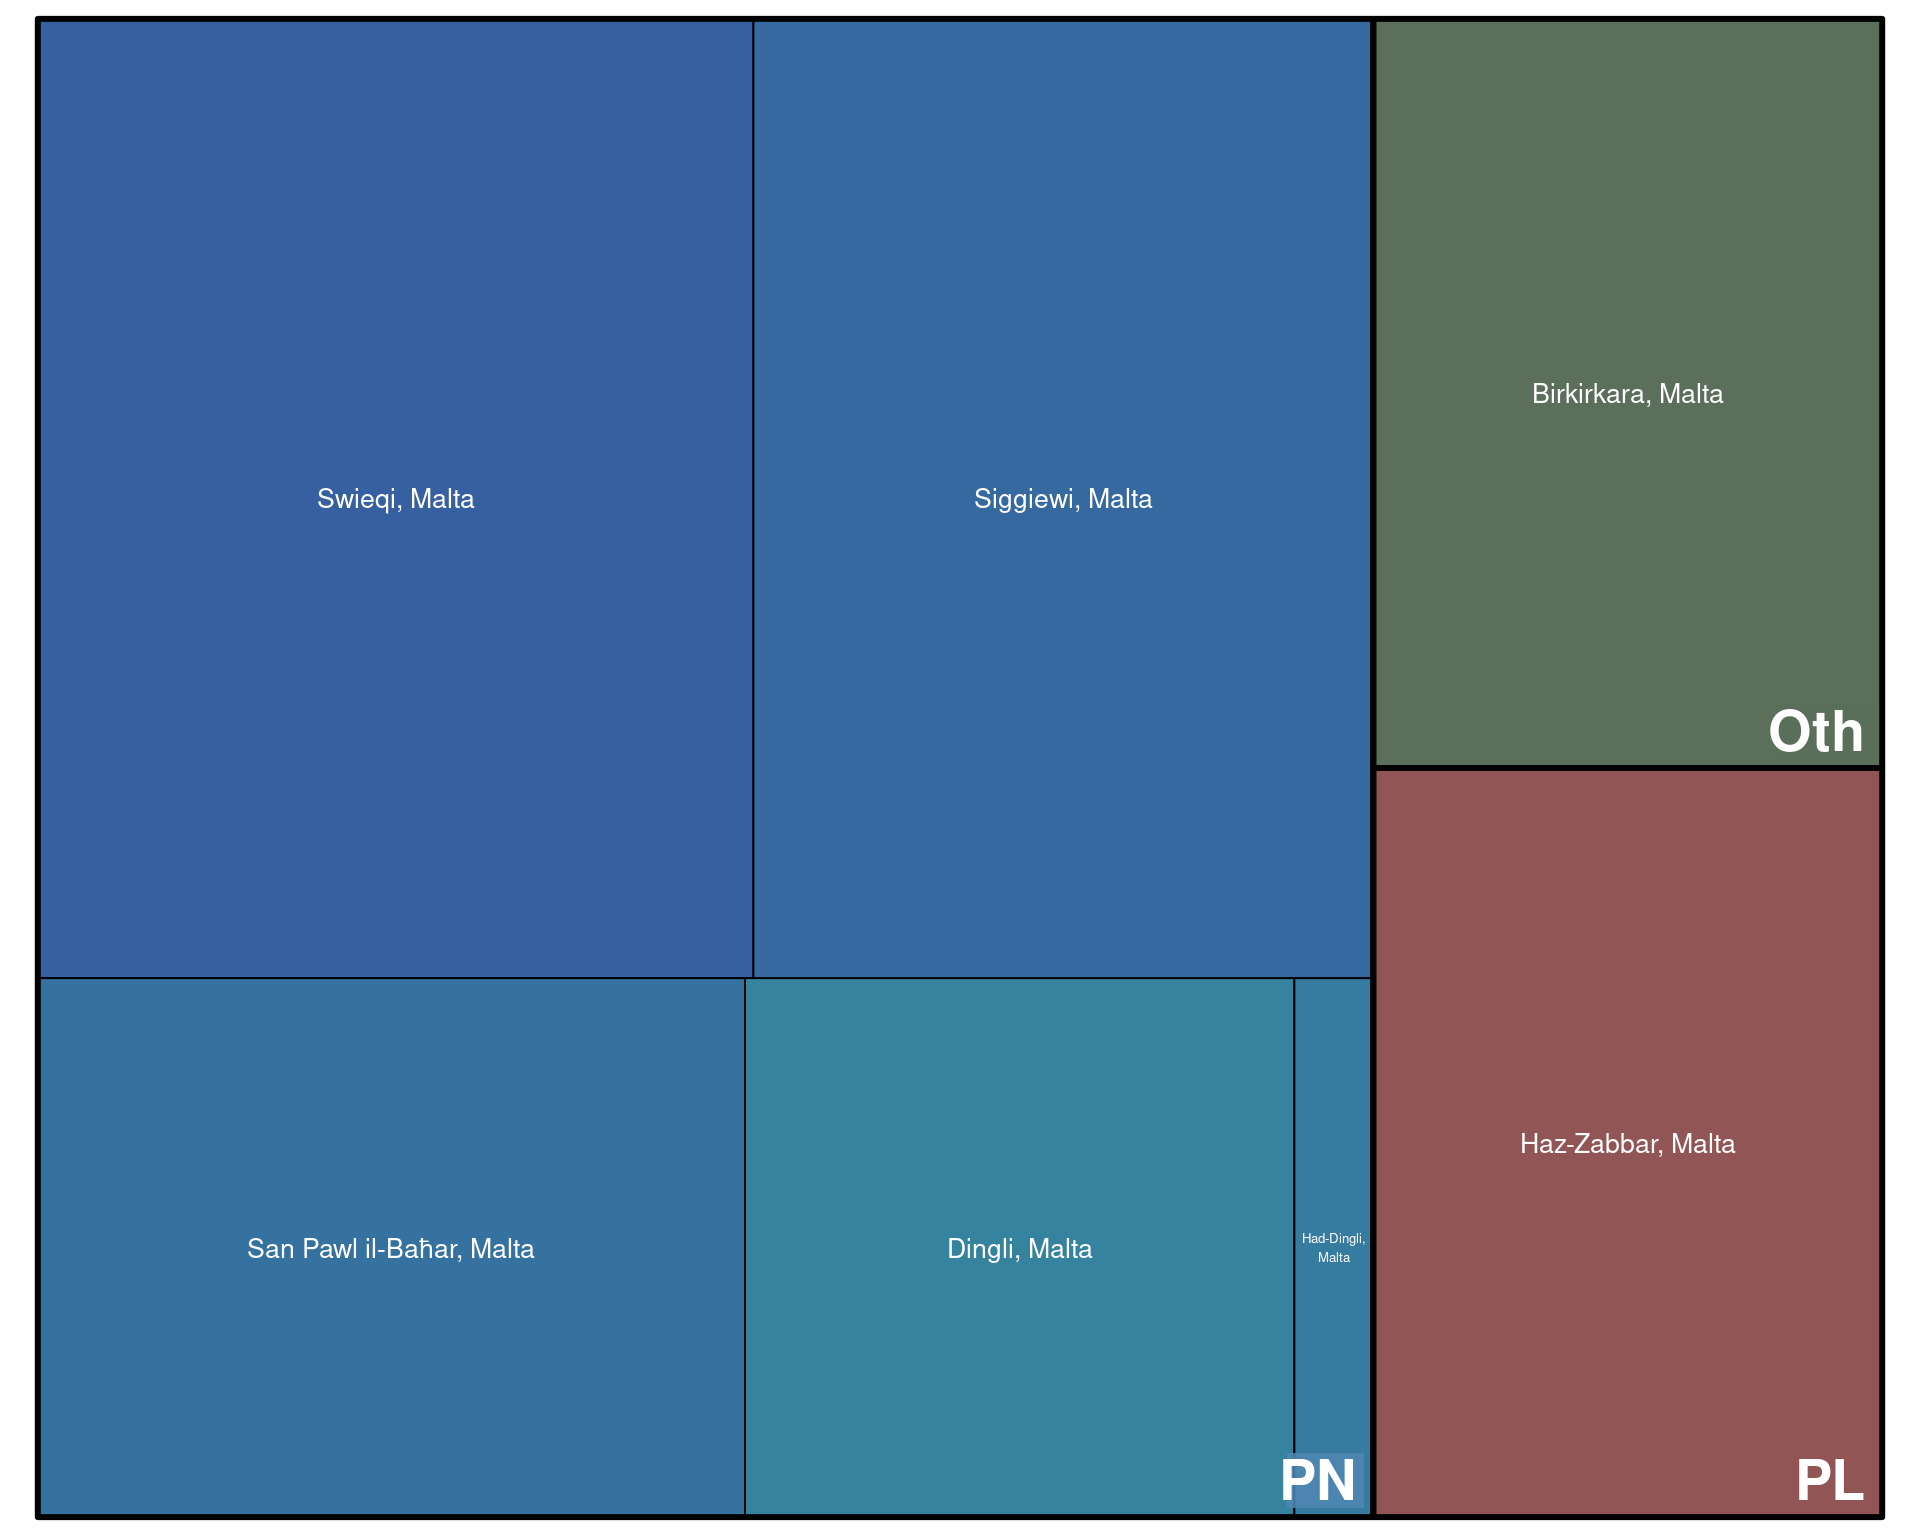 Swieqi, Malta
Siggiewi, Malta
Birkirkara, Malta
Oth
San Pawl il-Baħar, Malta
Dingli, Malta
Had-Dingli,
Malta
PN
Haz-Zabbar, Malta
PL